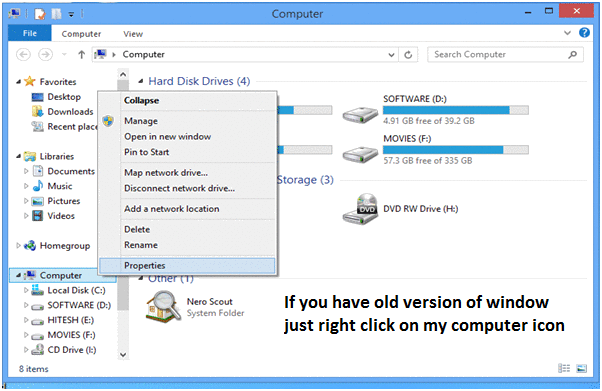 Computer
File
Computer
View
Computer
Search Computer
Favorites
Desktop
Downloads
Recent place
Libraries
Documents
Music
Pictures
Videos
Homegroup
Computer
Local Disk (C:)
SOFTWARE (D:)
HITESH (E:)
MOVIES (F:)
CD Drive (I:)
Collapse
Manage
Open in new window
Pin to Start
Map network drive...
Disconnect network drive...
Add a network location
Delete
Rename
Properties
Hard Disk Drives (4)
SOFTWARE (D:)
4.91 GB free of 39.2 GB
MOVIES (F:)
57.3 GB free of 335 GB
Storage (3)
DVD
DVD RW Drive (H:)
Other (1)
Nero Scout
System Folder
If you have old version of window
just right click on my computer icon
8 items